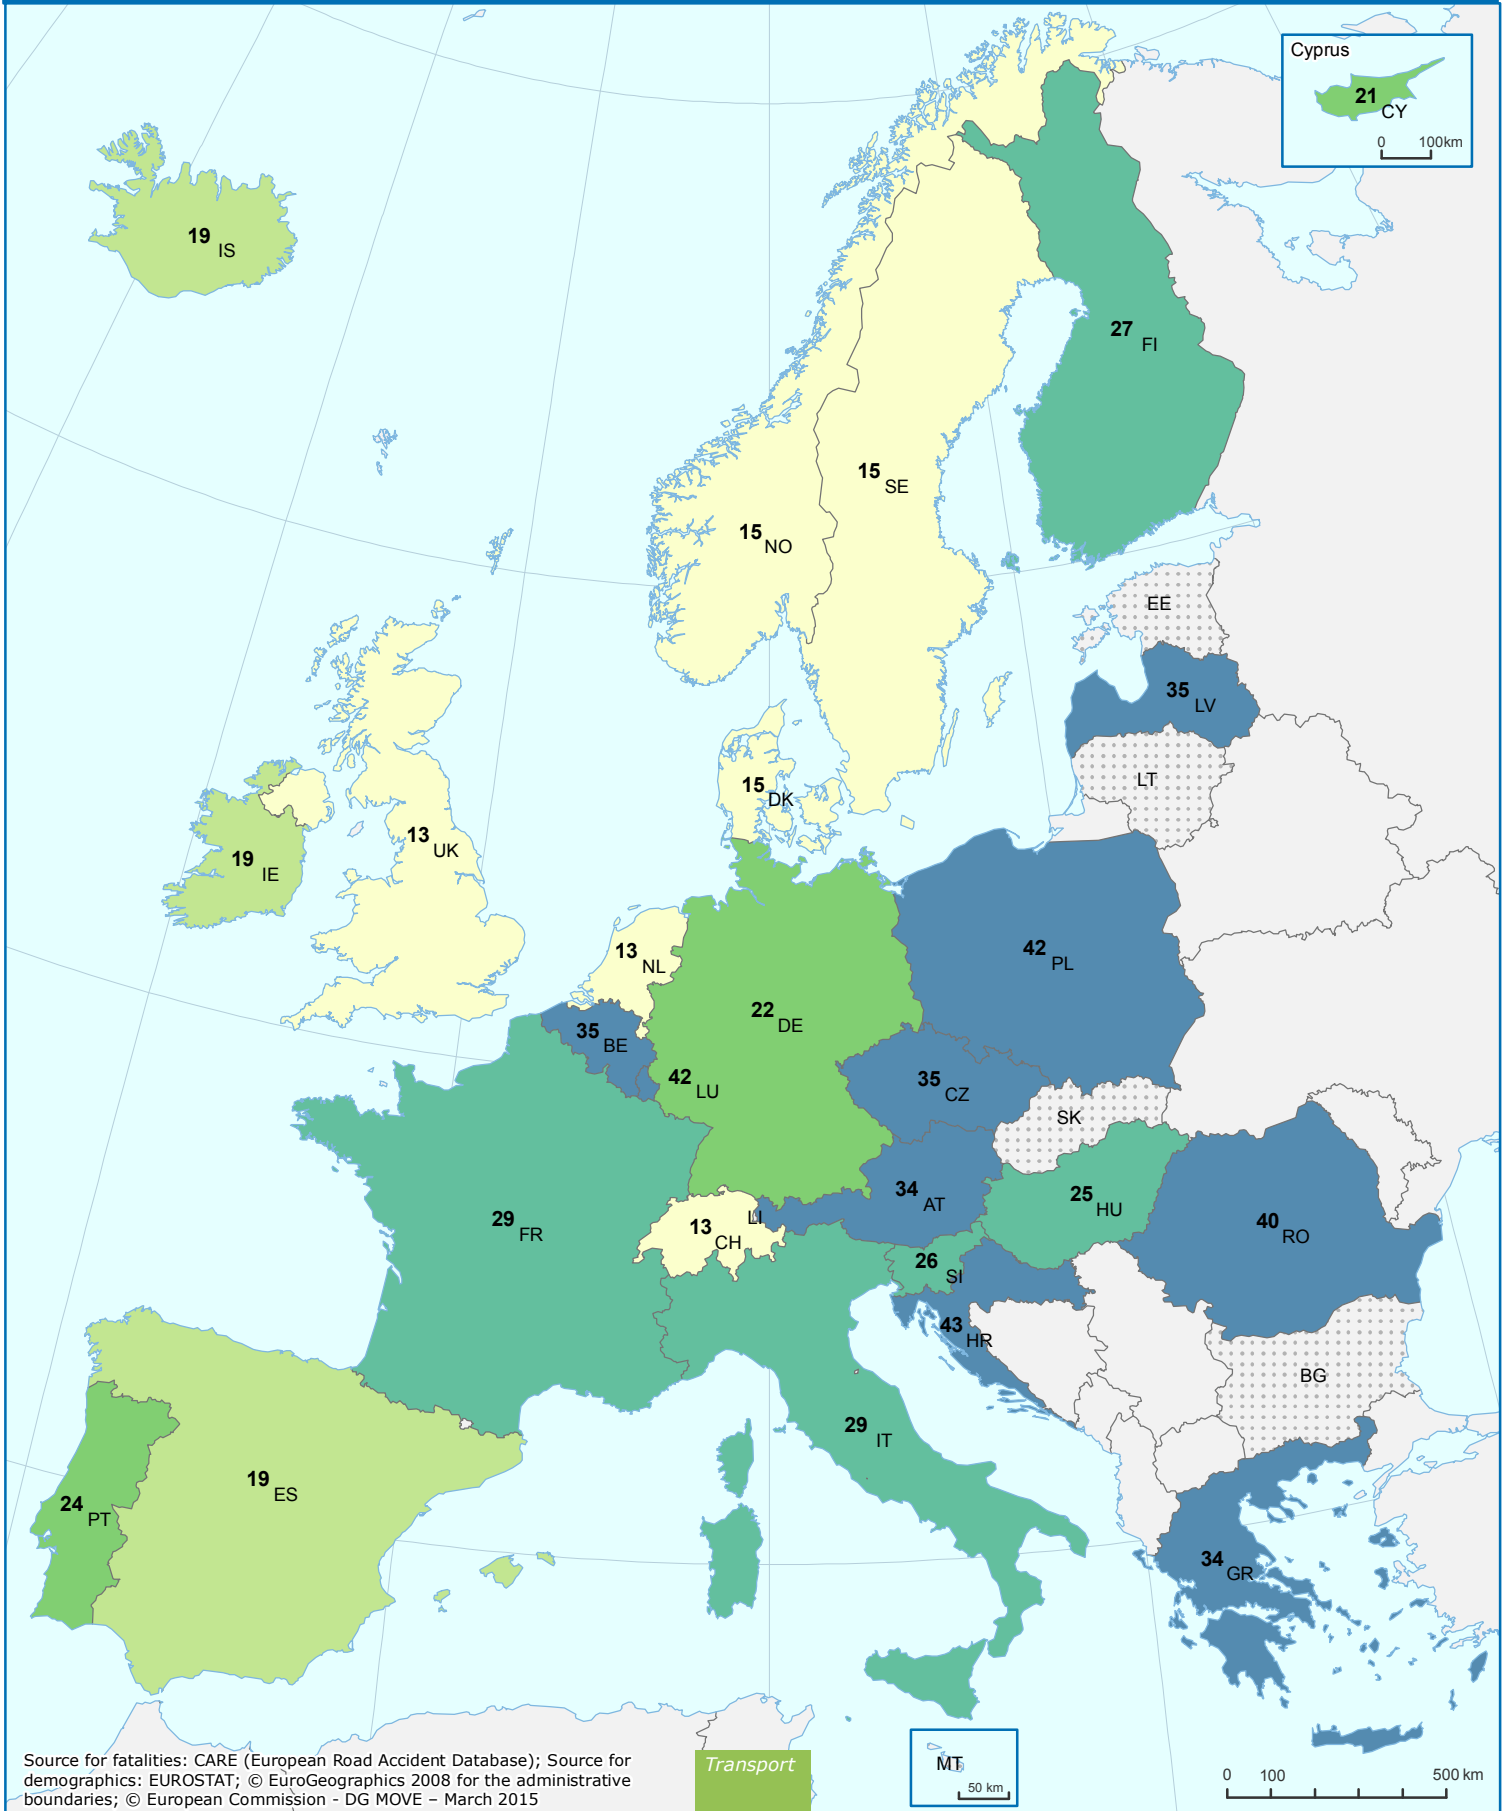 Cyprus
21 CY
0 100km
19 IS
27 FI
15 SE
15 NO
EE
35 LV
LT
15 DK
13 UK
19 IE
13 NL
42 PL
22 DE
35 BE
42 LU
35 CZ
SK
34 AT
25 HU
LI
29 FR
13 CH
40 RO
26 SI
43 HR
BG
29 IT
19 ES
24 PT
34 GR
MT
50 km
Source for fatalities: CARE (European Road Accident Database); Source for
demographics: EUROSTAT; © EuroGeographics 2008 for the administrative
boundaries; © European Commission - DG MOVE – March 2015
Transport
0 100 500 km